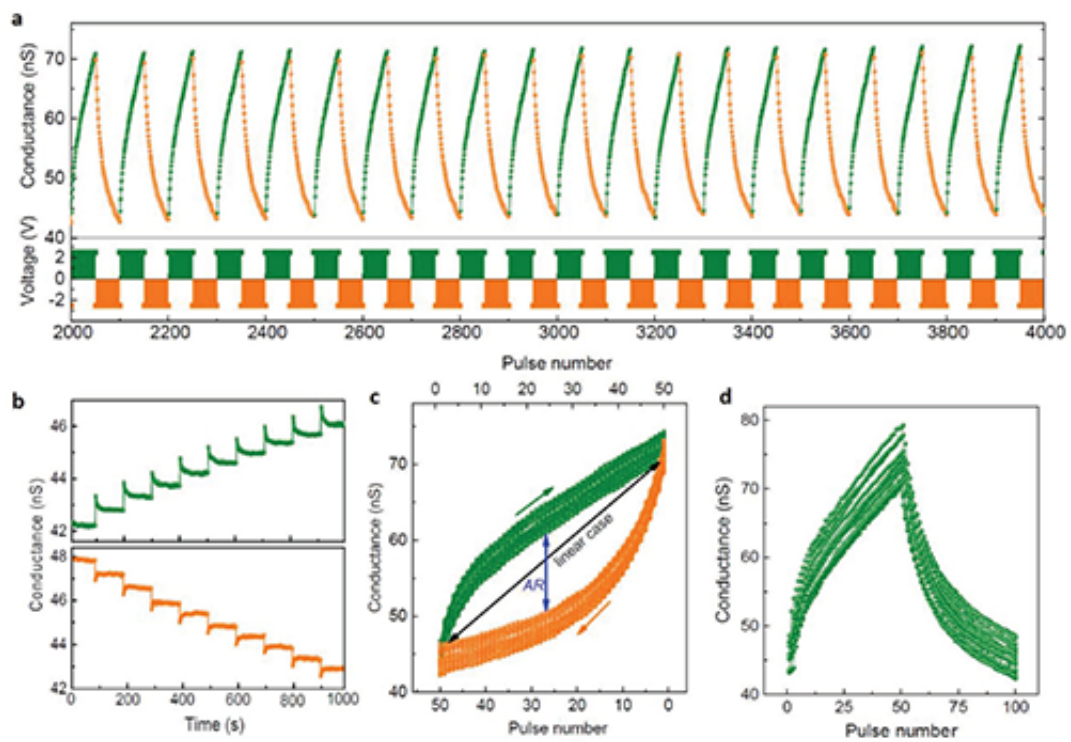 a
Conductance (nS)
70
60
50
40
Voltage (V)
2
0
-2
2000 2200 2400 2600 2800 3000 3200 3400 3600 3800 4000
Pulse number
b
Conductance (nS)
46
44
42
48
46
44
42
0 200 400 600 800 1000
Time (s)
c
Pulse number
0 10 20 30 40 50
Conductance (nS)
70
60
50
40
linear case
AR
50 40 30 20 10 0
Pulse number
d
Conductance (nS)
80
70
60
50
40
0 25 50 75 100
Pulse number